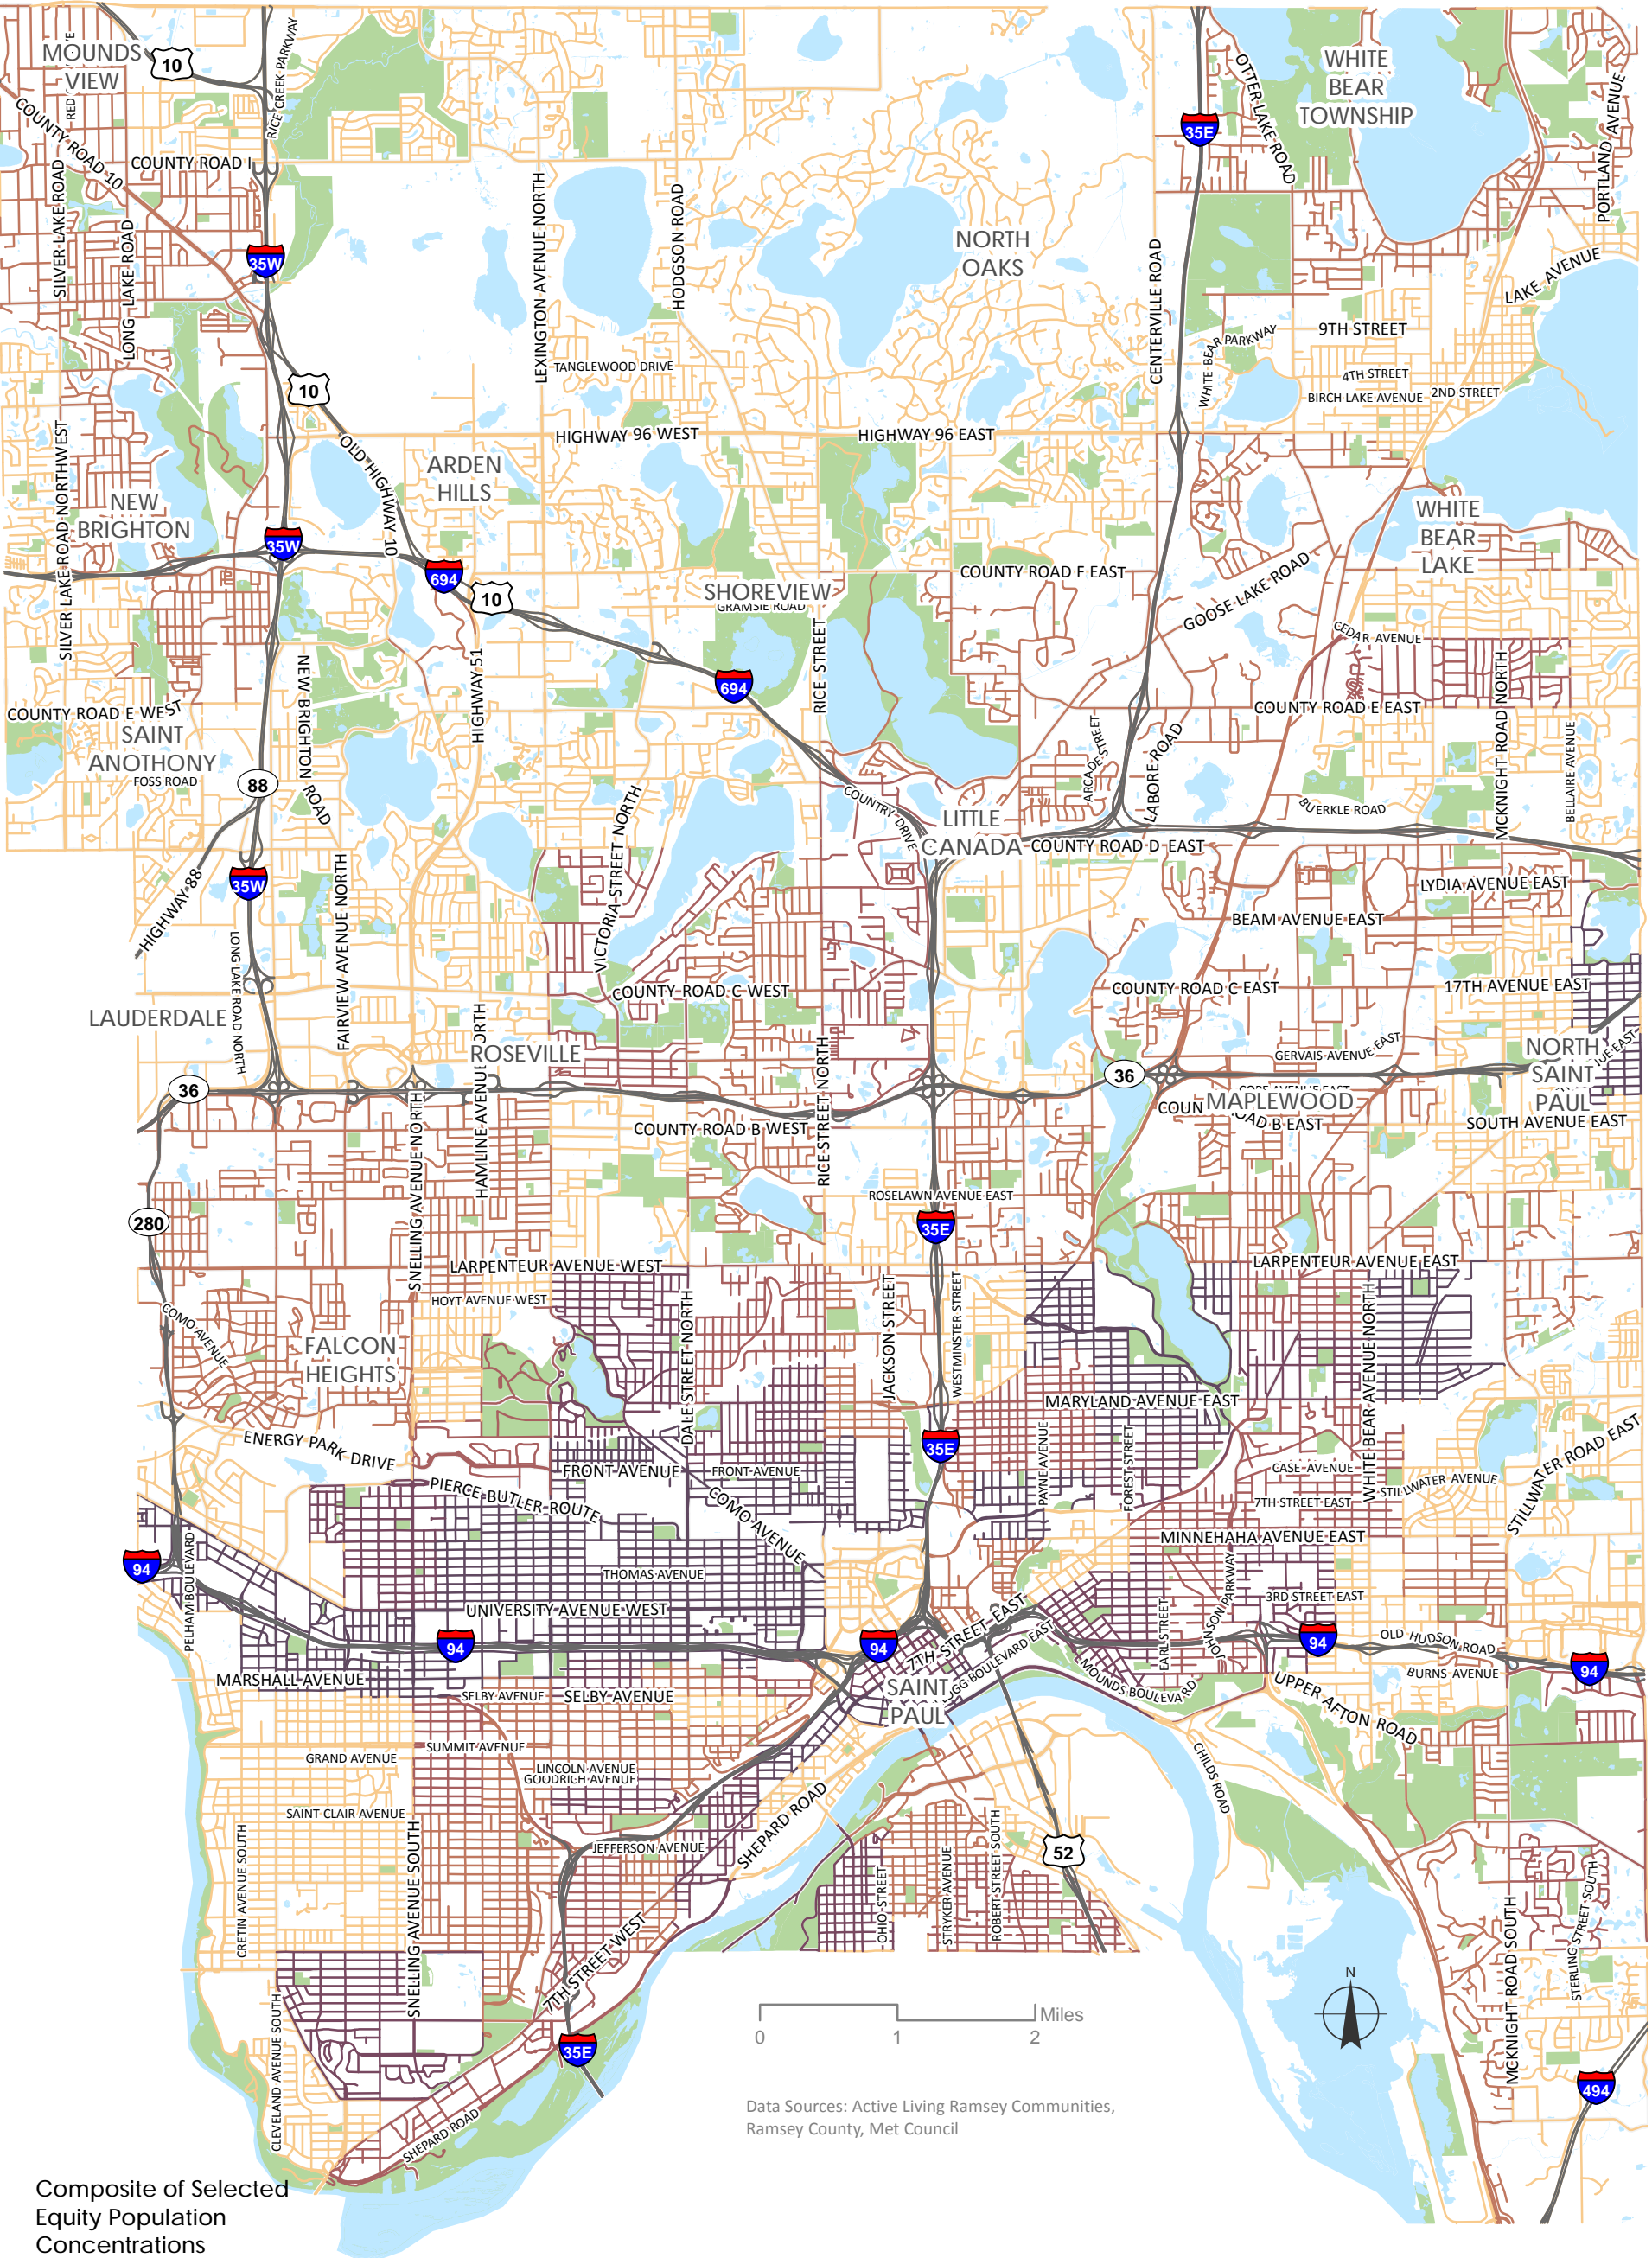 MOUNDS
VIEW
10
RED
RICE CREEK PARKWAY
COUNTY ROAD 10
COUNTY ROAD I
SILVER LAKE ROAD
LONG LAKE ROAD
35W
LEXINGTON AVENUE NORTH
HODGSON ROAD
NORTH
OAKS
35E
OTTER LAKE ROAD
WHITE
BEAR
TOWNSHIP
PORTLAND AVENUE
LAKE AVENUE
CENTERVILLE ROAD
WHITE BEAR PARKWAY
9TH STREET
4TH STREET
BIRCH LAKE AVENUE
2ND STREET
TANGLEWOOD DRIVE
10
HIGHWAY 96 WEST
HIGHWAY 96 EAST
OLD HIGHWAY 10
ARDEN
HILLS
NEW
BRIGHTON
SILVER LAKE ROAD NORTHWEST
35W
694
10
WHITE
BEAR
LAKE
SHOREVIEW
GRAMSIE ROAD
COUNTY ROAD F EAST
GOOSE LAKE ROAD
CEDAR AVENUE
RICE STREET
694
HIGHWAY 51
NEW BRIGHTON ROAD
COUNTY ROAD E WEST
SAINT
ANOTHONY
FOSS ROAD
88
COUNTY ROAD E EAST
MCKNIGHT ROAD NORTH
BELLAIRE AVENUE
ARCADE STREET
LABORE ROAD
BUERKLE ROAD
COUNTRY DRIVE
LITTLE
CANADA
COUNTY ROAD D EAST
VICTORIA STREET NORTH
HIGHWAY 88
35W
FAIRVIEW AVENUE NORTH
LYDIA AVENUE EAST
BEAM AVENUE EAST
LONG LAKE ROAD NORTH
COUNTY ROAD C WEST
COUNTY ROAD C EAST
17TH AVENUE EAST
LAUDERDALE
ROSEVILLE
HAMLINE AVENUE NORTH
RICE STREET NORTH
GERVAIS AVENUE EAST
NORTH
SAINT
PAUL
UE EAST
36
36
COPE AVENUE EAST
MAPLEWOOD
COUN
ROAD B EAST
COUNTY ROAD B WEST
SOUTH AVENUE EAST
SNELLING AVENUE NORTH
ROSELAWN AVENUE EAST
280
35E
LARPENTEUR AVENUE WEST
LARPENTEUR AVENUE EAST
HOYT AVENUE WEST
COMO AVENUE
FALCON
HEIGHTS
DALE STREET NORTH
JACKSON STREET
WESTMINSTER STREET
WHITE BEAR AVENUE NORTH
MARYLAND AVENUE EAST
ENERGY PARK DRIVE
35E
FRONT AVENUE
FRONT AVENUE
PAYNE AVENUE
FOREST STREET
CASE AVENUE
STILLWATER AVENUE
STILLWATER ROAD EAST
PIERCE BUTLER ROUTE
COMO AVENUE
7TH STREET EAST
MINNEHAHA AVENUE EAST
94
PELHAM BOULEVARD
THOMAS AVENUE
UNIVERSITY AVENUE WEST
3RD STREET EAST
EARL STREET
JOHNSON PARKWAY
94
94
7TH STREET EAST
94
OLD HUDSON ROAD
BURNS AVENUE
94
MARSHALL AVENUE
SELBY AVENUE
SELBY AVENUE
SAINT
PAUL
GG BOULEVARD EAST
MOUNDS BOULEVARD
UPPER AFTON ROAD
SUMMIT AVENUE
GRAND AVENUE
LINCOLN AVENUE
GOODRICH AVENUE
SAINT CLAIR AVENUE
JEFFERSON AVENUE
SHEPARD ROAD
CHILDS ROAD
52
CRETIN AVENUE SOUTH
SNELLING AVENUE SOUTH
OHIO STREET
STRYKER AVENUE
ROBERT STREET SOUTH
MCKNIGHT ROAD SOUTH
STERLING STREET SOUTH
7TH STREET WEST
CLEVELAND AVENUE SOUTH
35E
SHEPARD ROAD
N
Miles
0 1 2
494
Data Sources: Active Living Ramsey Communities,
Ramsey County, Met Council
Composite of Selected
Equity Population
Concentrations